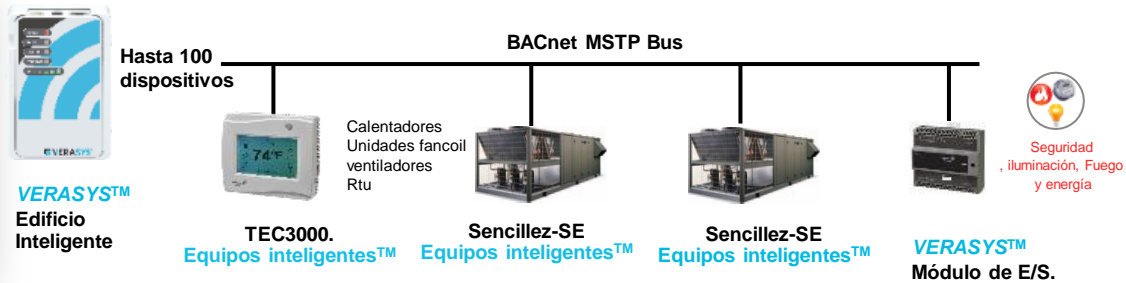 BACnet MSTP Bus
Hasta 100
dispositivos
VERASYS
74°F
Calentadores
Unidades fancoil
ventiladores
Rtu
Seguridad
, iluminación, Fuego
y energía
VERASYS™
Edificio
Inteligente
TEC3000.
Equipos inteligentes™
Sencillez-SE
Equipos inteligentes™
Sencillez-SE
Equipos inteligentes™
VERASYS™
Módulo de E/S.